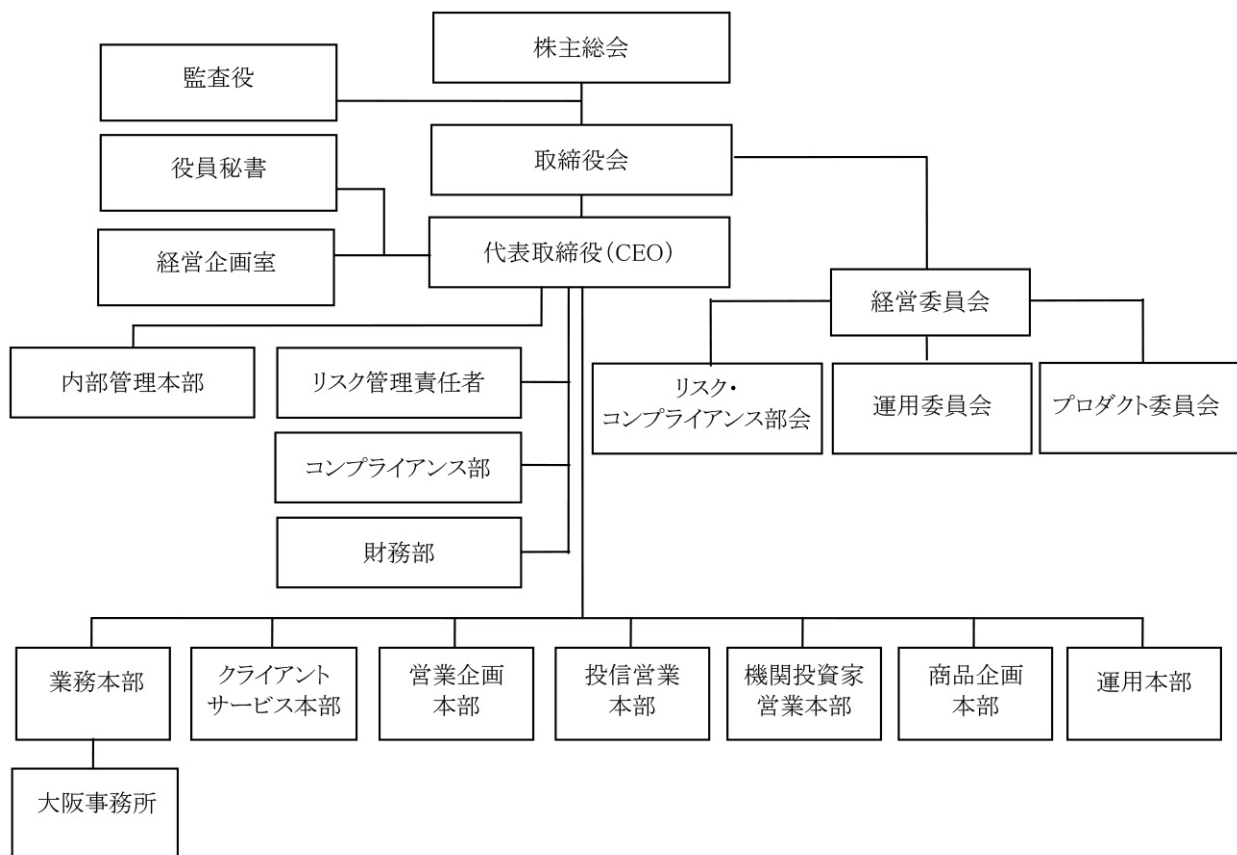 株主総会
監査役
取締役会
役員秘書
代表取締役(CEO)
経営企画室
経営委員会
内部管理本部
リスク管理責任者
リスク・
コンプライアンス部会
運用委員会
プロダクト委員会
コンプライアンス部
財務部
業務本部
クライアント
サービス本部
営業企画
本部
投信営業
本部
機関投資家
営業本部
商品企画
本部
運用本部
大阪事務所